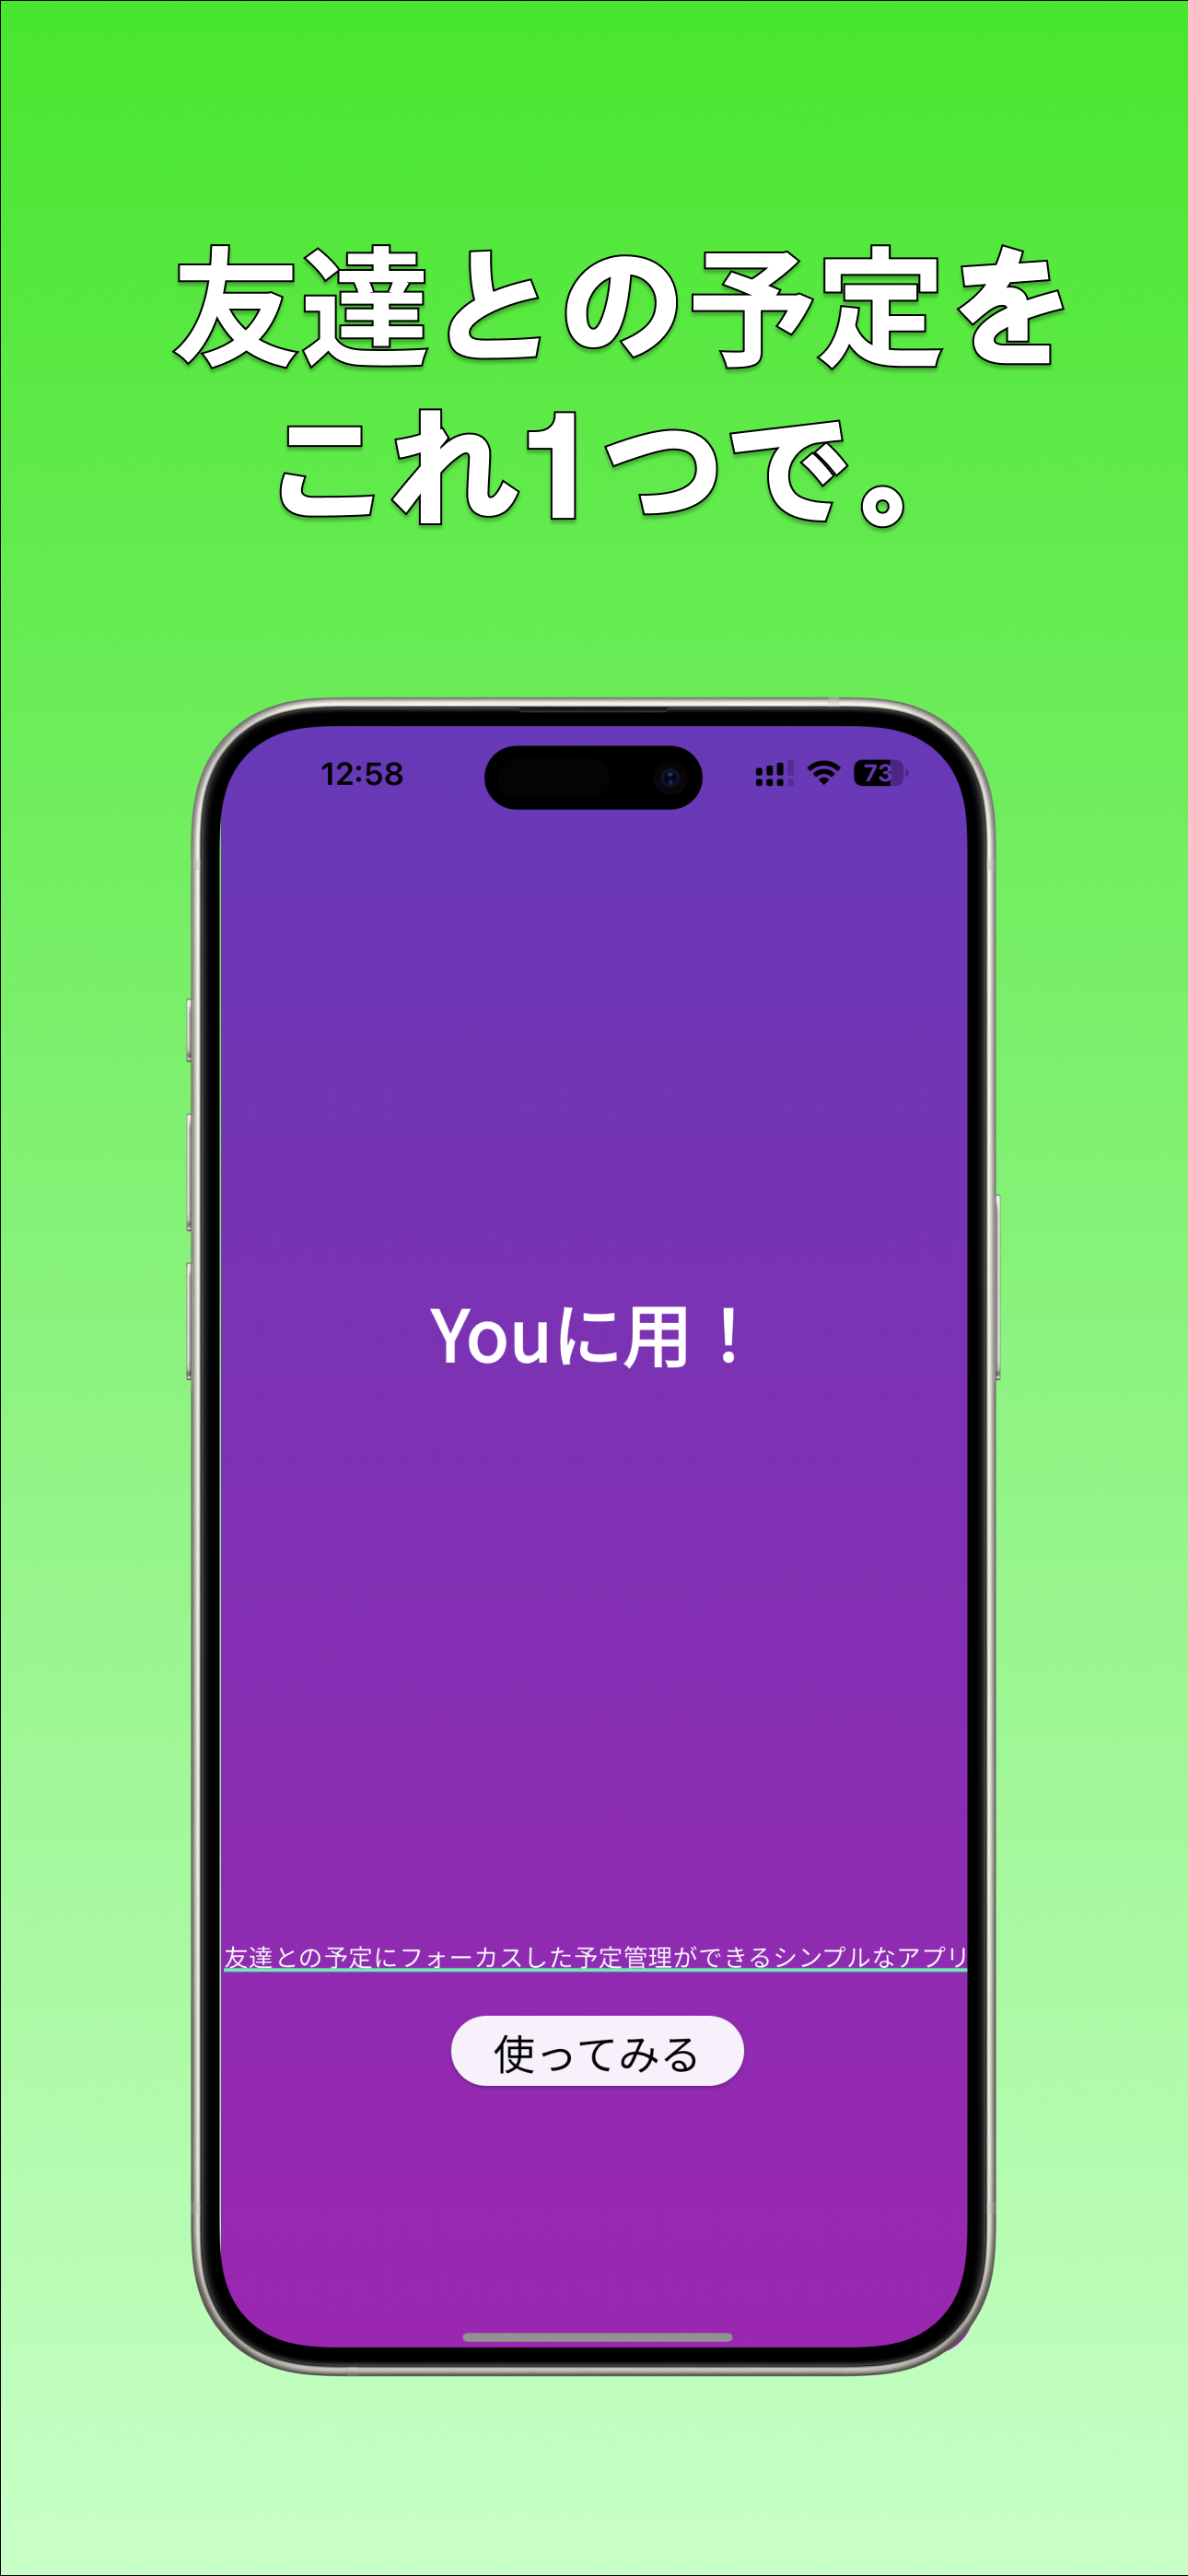 友達との予定を
これ1つで。
12:58
73
Youに用！
友達との予定にフォーカスした予定管理ができるシンプルなアプリ
使ってみる